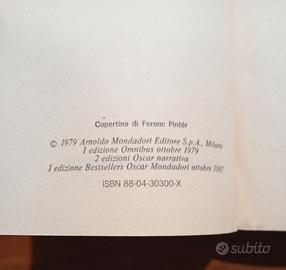 Copertina di Ferenc Pintér
© 1979 Arnoldo Mondadori Editore S.p.A., Milano
I edizione Omnibus ottobre 1979
2 edizioni Oscar narrativa
I edizione Bestsellers Oscar Mondadori ottobre 1987
ISBN 88-04-30300-X
subito